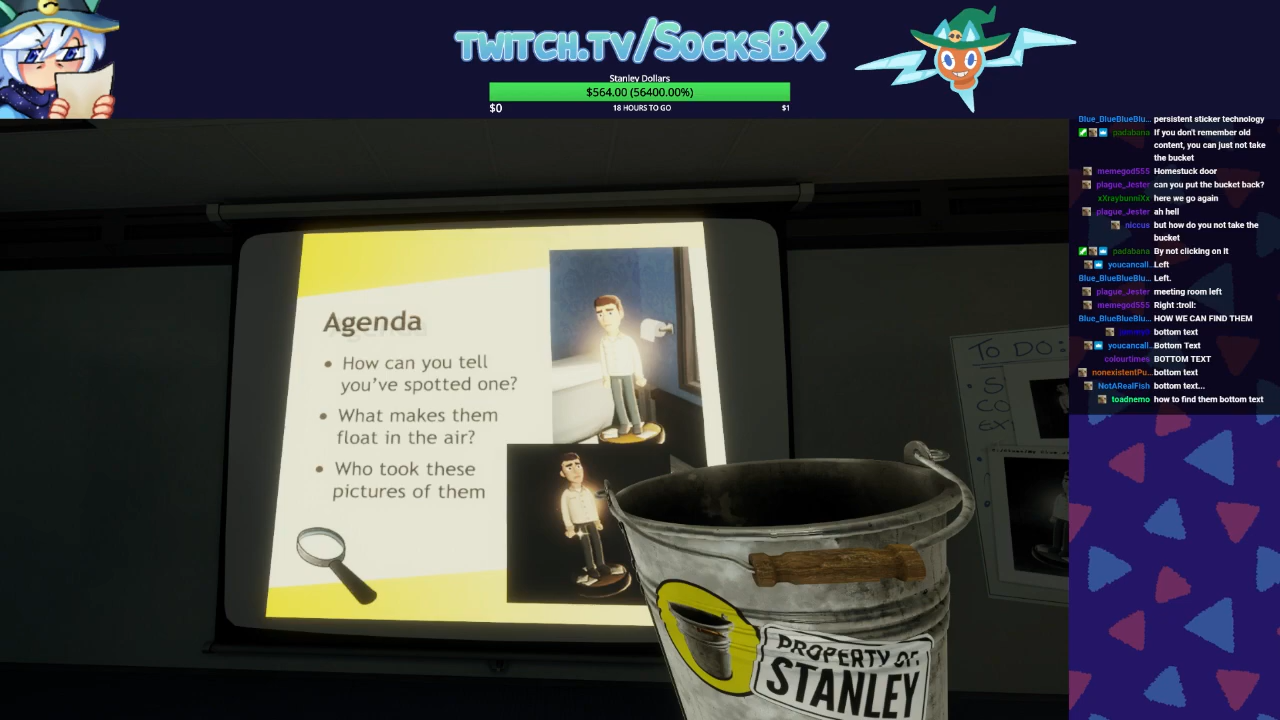 TWITCH.TV/SOCKSBX
Stanley Dollars
$564.00 (56400.00%)
$0
18 HOURS TO GO
$1
Blue_BlueBlueBlu... persistent sticker technology
padabana If you don't remember old
content, you can just not take
the bucket
memegod555 Homestuck door
plague_Jester can you put the bucket back?
xXraybunniXx here we go again
plague_Jester ah hell
niccus but how do you not take the
bucket
padabana By not clicking on it
youcancall... Left
Blue_BlueBlueBlu... Left.
plague_Jester meeting room left
memegod555 Right :troll:
Blue_BlueBlueBlu... HOW WE CAN FIND THEM
bottom text
youcancall... Bottom Text
colourtimes BOTTOM TEXT
nonexistentPu... bottom text
NotARealFish bottom text...
toadnemo how to find them bottom text
Agenda
• How can you tell
you've spotted one?
• What makes them
float in the air?
• Who took these
pictures of them
TO DO:
PROPERTY OF
STANLEY